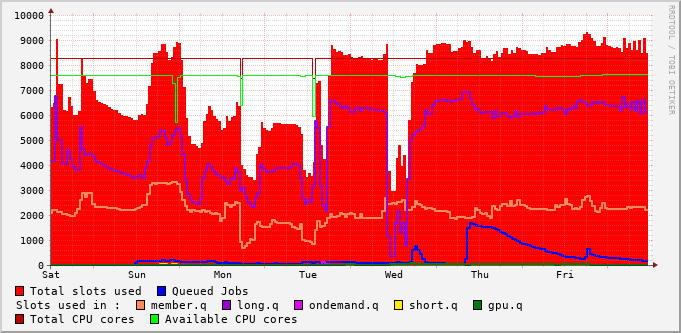 10000
9000
8000
7000
6000
5000
4000
3000
2000
1000
0
Sat Sun Mon Tue Wed Thu Fri
RRDTOOL / TOBI OETIKER
Total slots used Queued Jobs
Slots used in : member.q long.q ondemand.q short.q gpu.q
Total CPU cores Available CPU cores